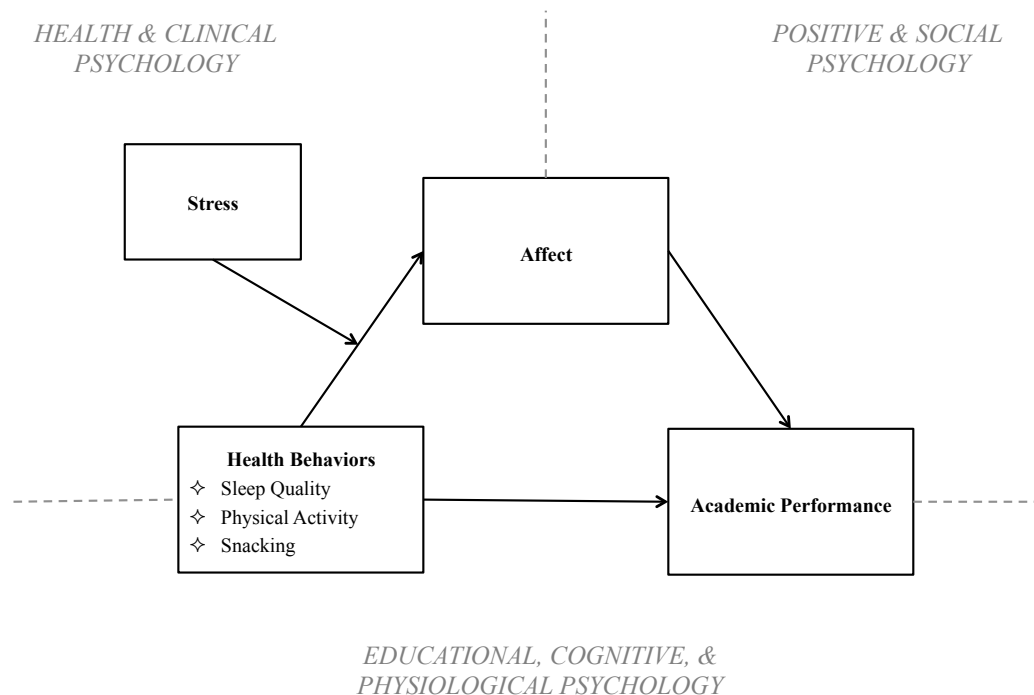 HEALTH & CLINICAL
PSYCHOLOGY
POSITIVE & SOCIAL
PSYCHOLOGY
Stress
Affect
Health Behaviors
✧ Sleep Quality
✧ Physical Activity
✧ Snacking
Academic Performance
EDUCATIONAL, COGNITIVE, &
PHYSIOLOGICAL PSYCHOLOGY